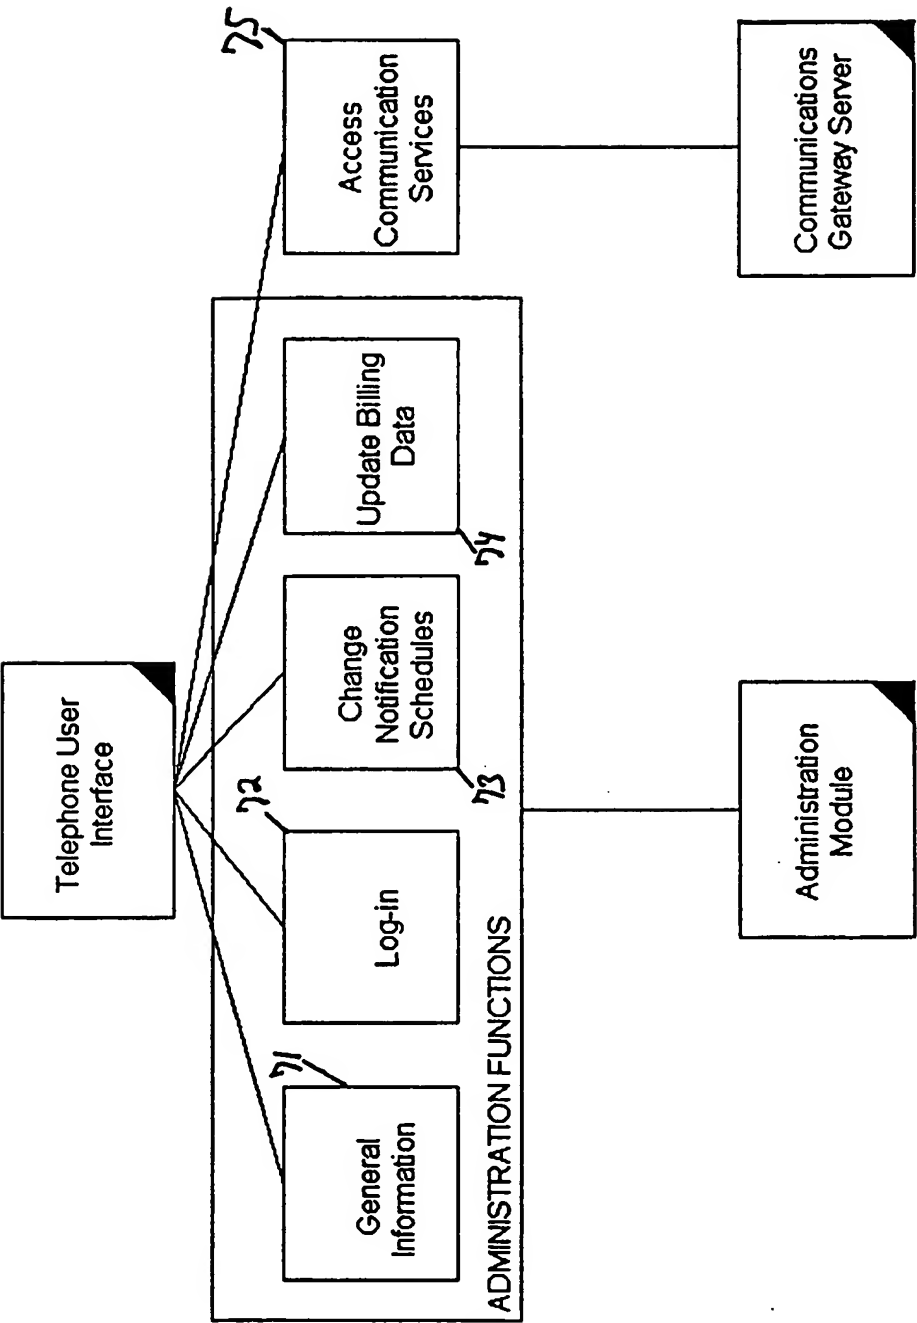 Telephone User
Interface
71
General
Information
72
Log-in
73
Change
Notification
Schedules
74
Update Billing
Data
75
Access
Communication
Services
ADMINISTRATION FUNCTIONS
Administration
Module
Communications
Gateway Server